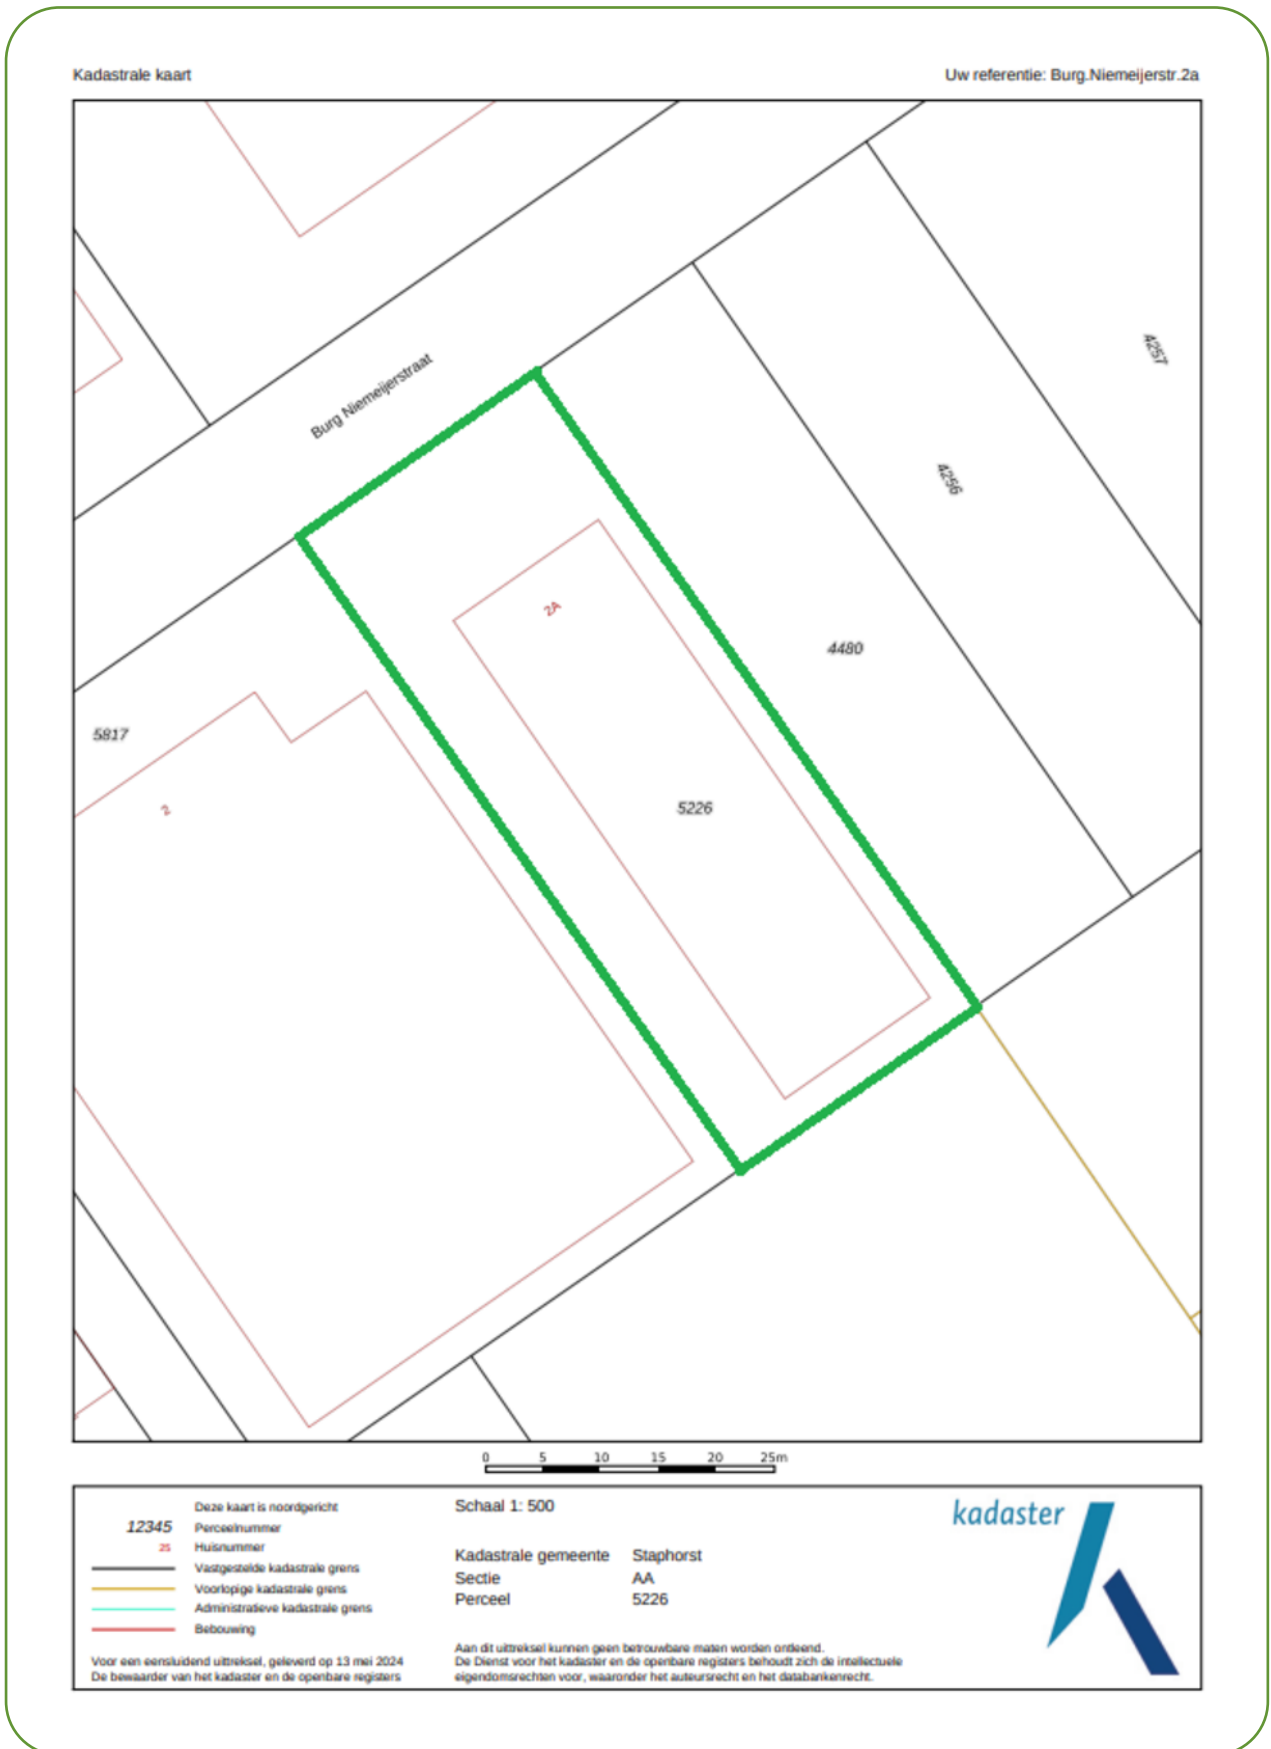 Kadastrale kaart
Uw referentie: Burg.Niemeijerstr.2a
Burg Niemeijerstraat
4257
4256
4480
2A
5817
2
5226
0 5 10 15 20 25m
Deze kaart is noordgericht
12345 Perceelnummer
25 Huisnummer
Vastgestelde kadastrale grens
Voorlopige kadastrale grens
Administratieve kadastrale grens
Bebouwing
Voor een eensluidend uittreksel, geleverd op 13 mei 2024
De bewaarder van het kadaster en de openbare registers
Schaal 1: 500
Kadastrale gemeente Staphorst
Sectie AA
Perceel 5226
Aan dit uittreksel kunnen geen betrouwbare maten worden ontleend.
De Dienst voor het kadaster en de openbare registers behoudt zich de intellectuele
eigendomsrechten voor, waaronder het auteursrecht en het databankenrecht.
kadaster